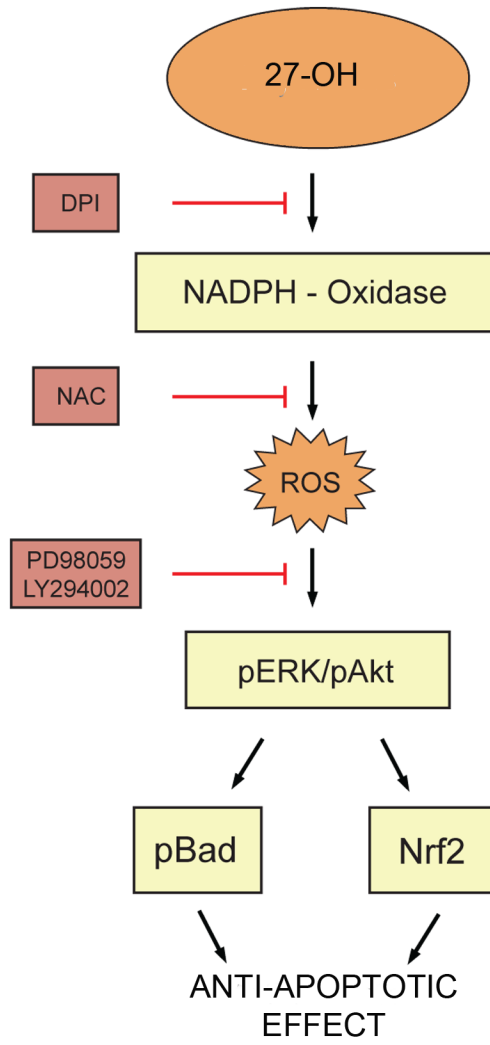 27-OH
DPI
NADPH - Oxidase
NAC
ROS
PD98059
LY294002
pERK/pAkt
pBad
Nrf2
ANTI-APOPTOTIC
EFFECT